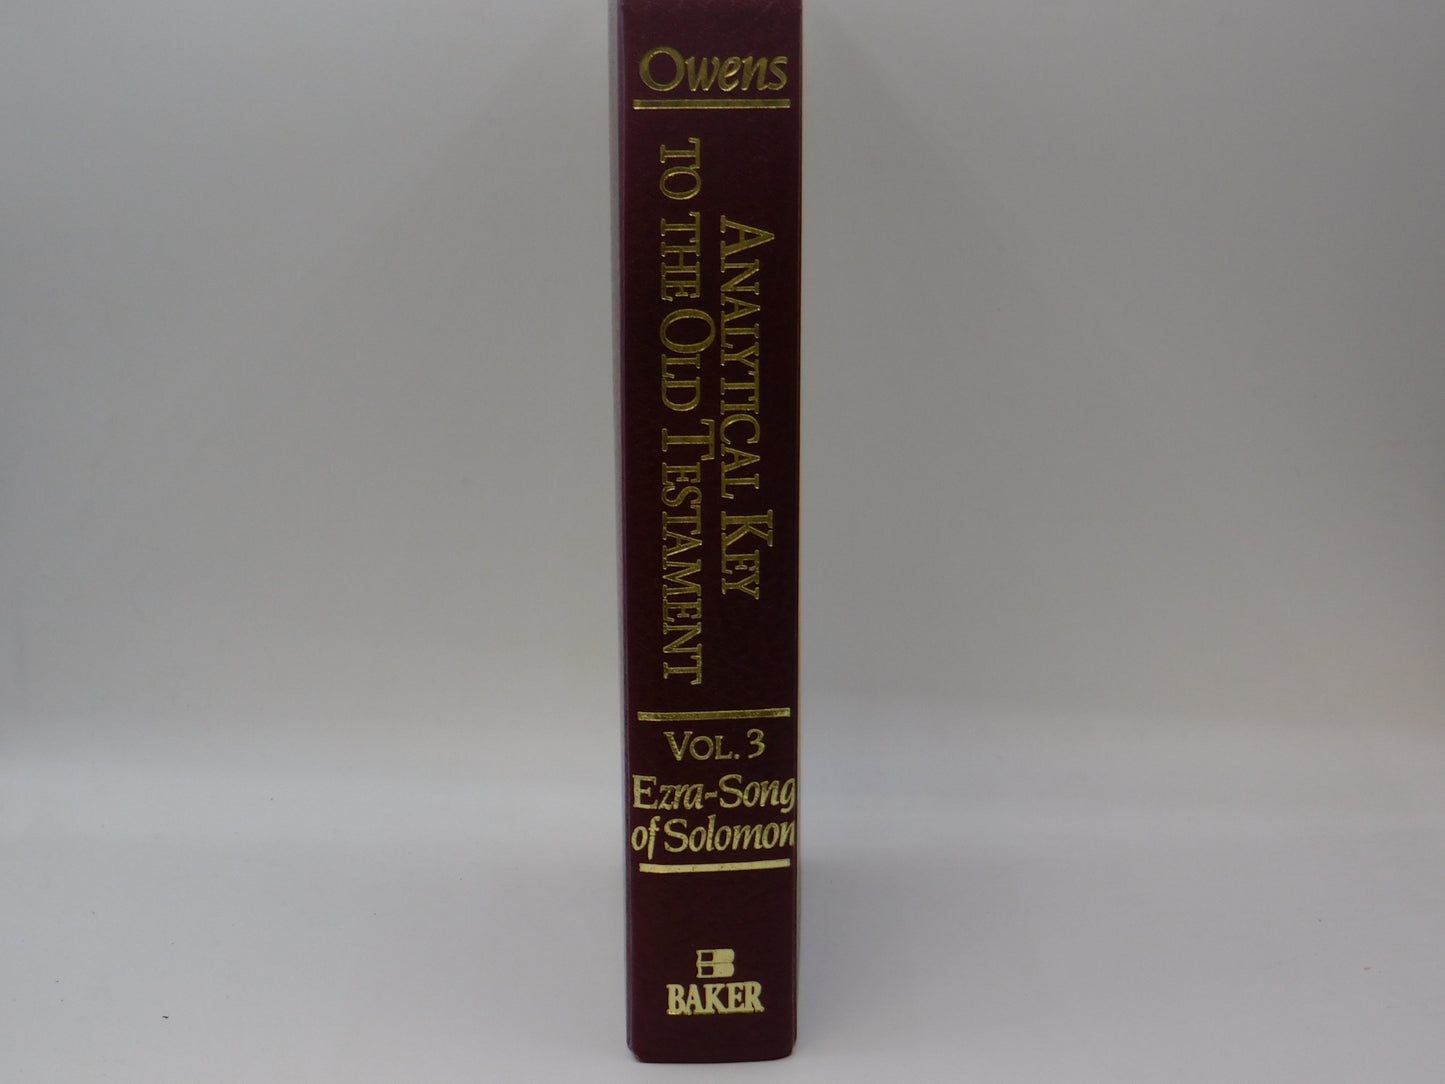 Owens
ANALYTICAL KEY
TO THE OLD TESTAMENT
VOL. 3
Ezra-Song
of Solomon
BAKER